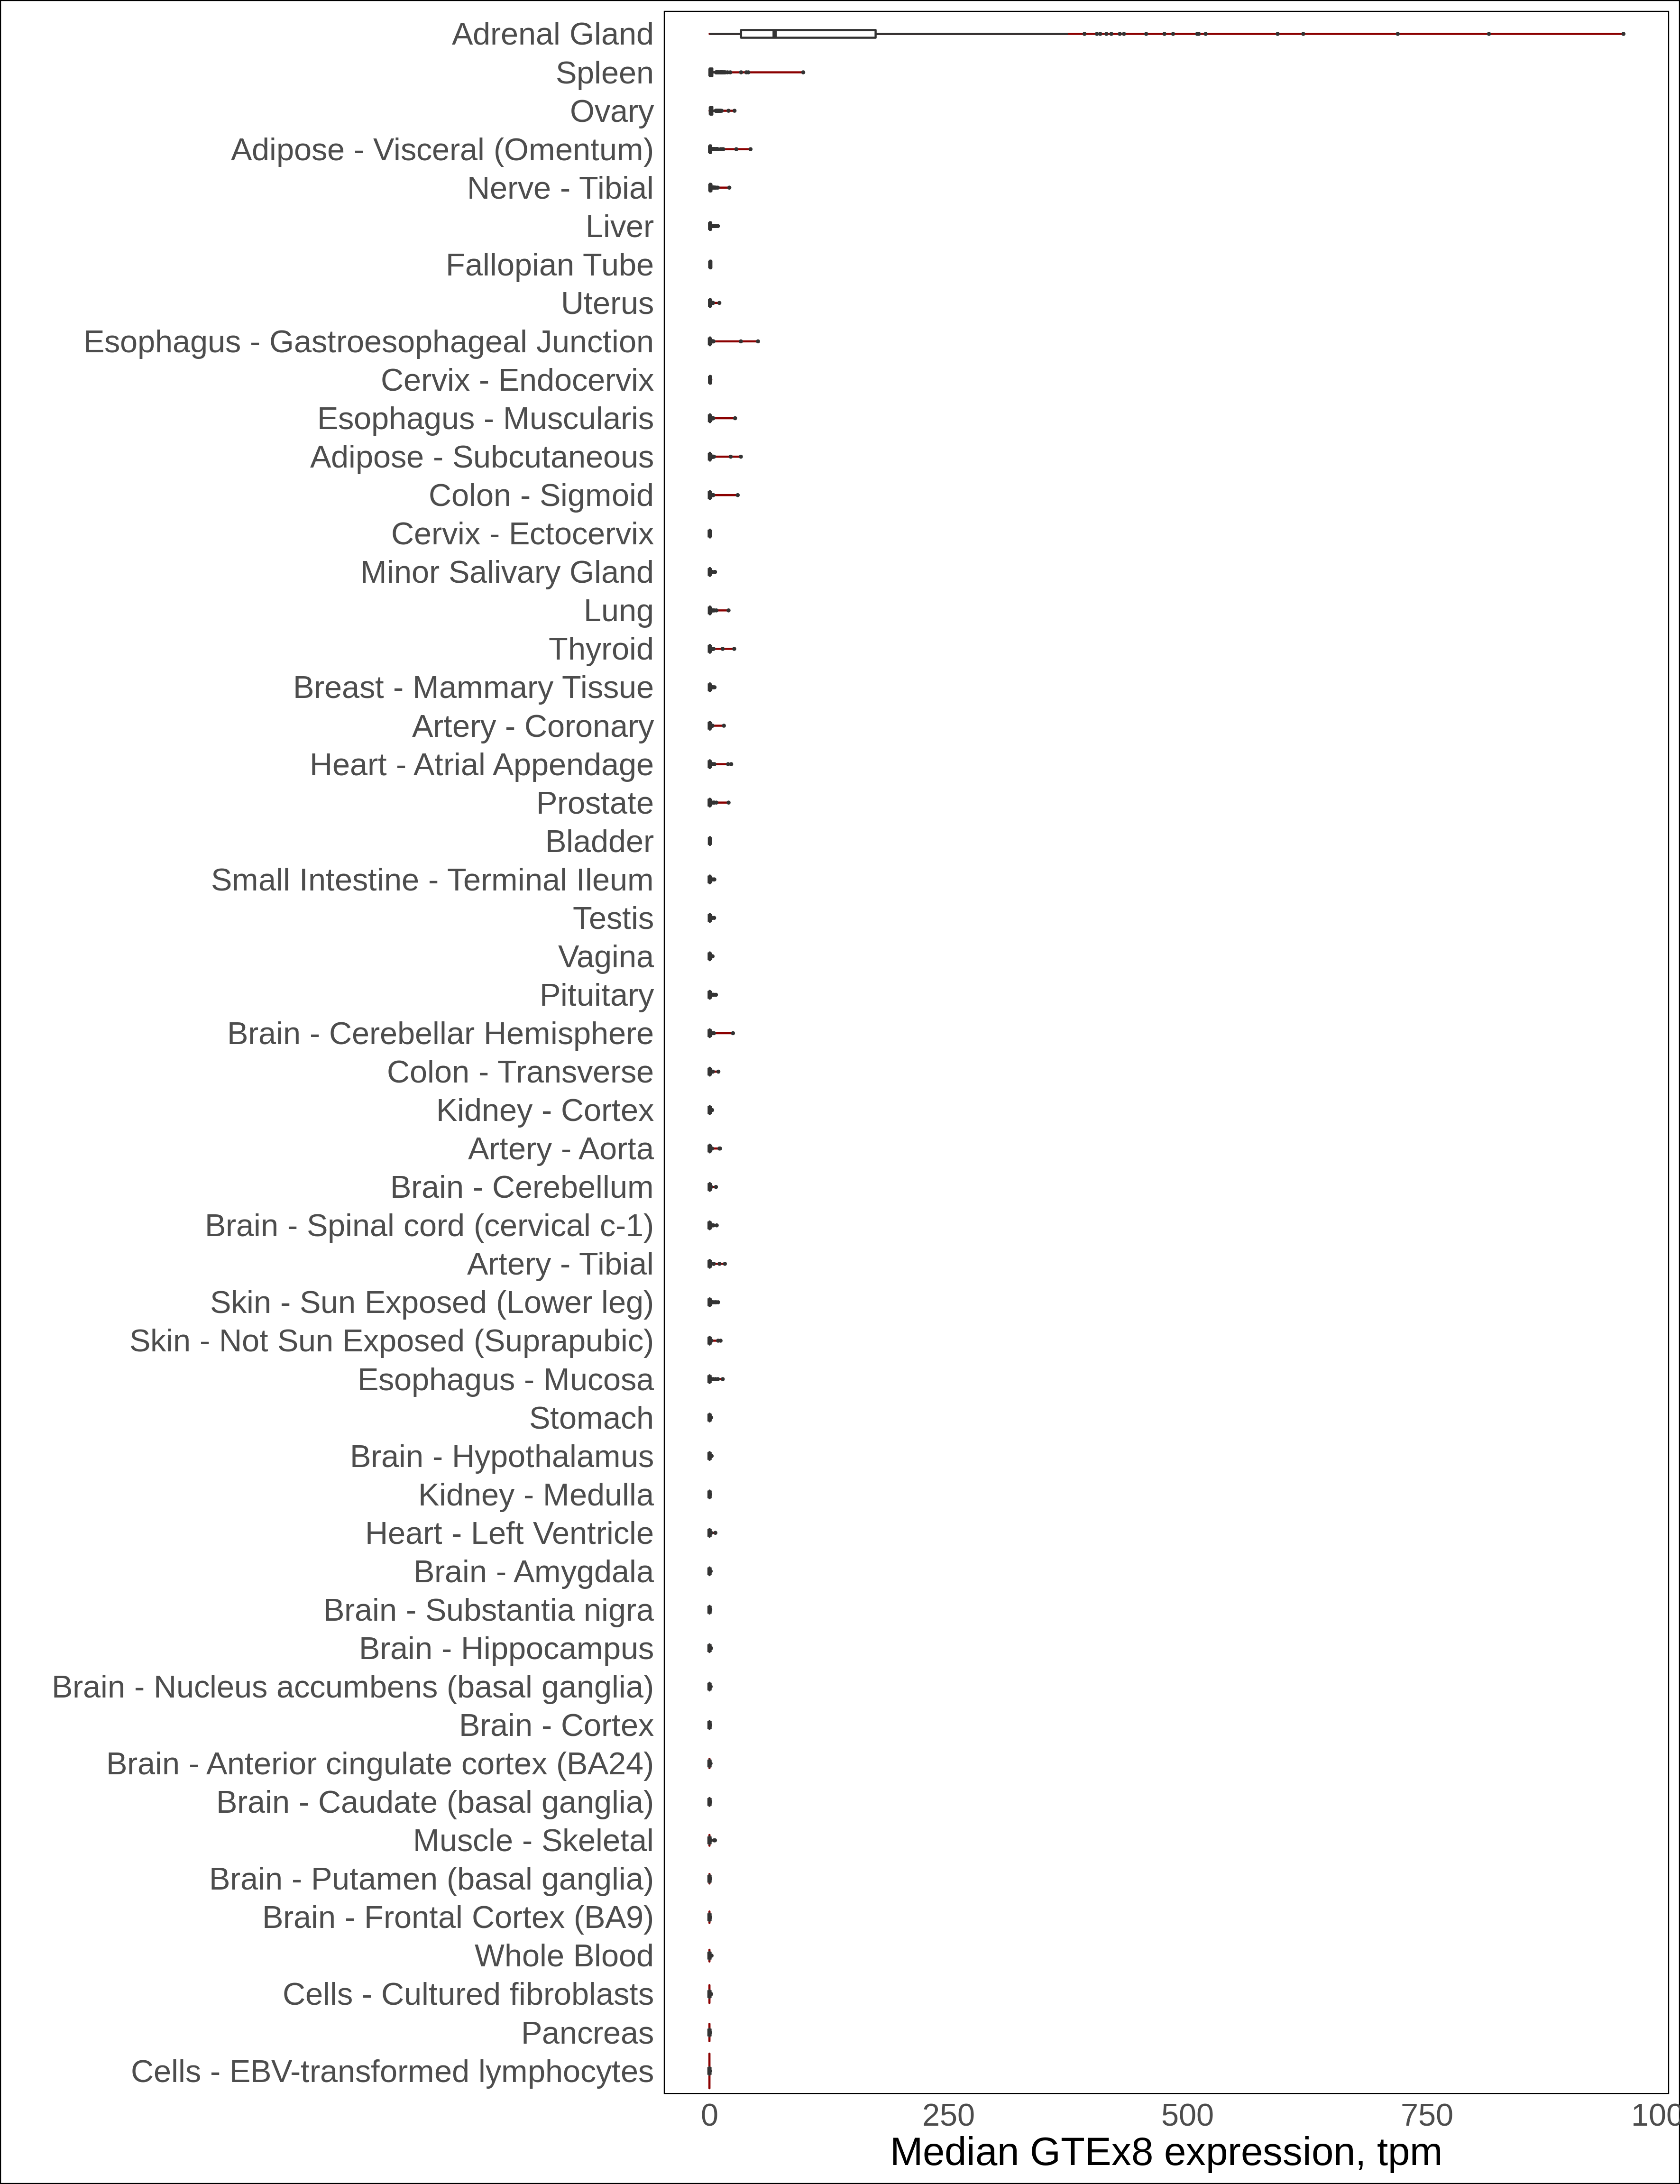 Adrenal Gland
Spleen
Ovary
Adipose - Visceral (Omentum)
Nerve - Tibial
Liver
Fallopian Tube
Uterus
Esophagus - Gastroesophageal Junction
Cervix - Endocervix
Esophagus - Muscularis
Adipose - Subcutaneous
Colon - Sigmoid
Cervix - Ectocervix
Minor Salivary Gland
Lung
Thyroid
Breast - Mammary Tissue
Artery - Coronary
Heart - Atrial Appendage
Prostate
Bladder
Small Intestine - Terminal Ileum
Testis
Vagina
Pituitary
Brain - Cerebellar Hemisphere
Colon - Transverse
Kidney - Cortex
Artery - Aorta
Brain - Cerebellum
Brain - Spinal cord (cervical c-1)
Artery - Tibial
Skin - Sun Exposed (Lower leg)
Skin - Not Sun Exposed (Suprapubic)
Esophagus - Mucosa
Stomach
Brain - Hypothalamus
Kidney - Medulla
Heart - Left Ventricle
Brain - Amygdala
Brain - Substantia nigra
Brain - Hippocampus
Brain - Nucleus accumbens (basal ganglia)
Brain - Cortex
Brain - Anterior cingulate cortex (BA24)
Brain - Caudate (basal ganglia)
Muscle - Skeletal
Brain - Putamen (basal ganglia)
Brain - Frontal Cortex (BA9)
Whole Blood
Cells - Cultured fibroblasts
Pancreas
Cells - EBV-transformed lymphocytes
0 250 500 750
Median GTEx8 expression, tpm